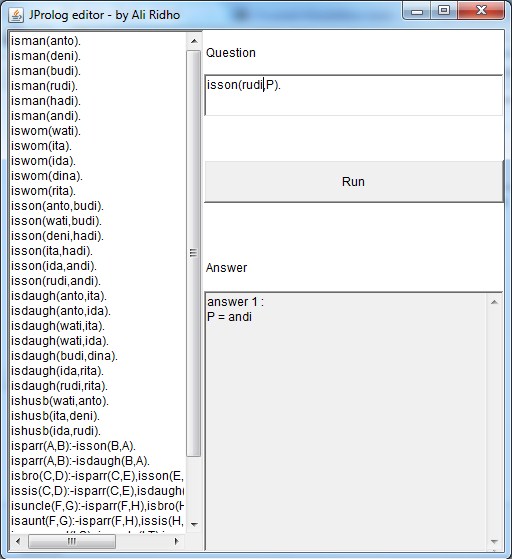 JProlog editor - by Ali Ridho
isman(anto).
isman(deni).
isman(budi).
isman(rudi).
isman(hadi).
isman(andi).
iswom(wati).
iswom(ita).
iswom(ida).
iswom(dina).
iswom(rita).
isson(anto,budi).
isson(wati,budi).
isson(deni,hadi).
isson(ita,hadi).
isson(ida,andi).
isson(rudi,andi).
isdaugh(anto,ita).
isdaugh(anto,ida).
isdaugh(wati,ita).
isdaugh(wati,ida).
isdaugh(budi,dina).
isdaugh(ida,rita).
isdaugh(rudi,rita).
ishusb(wati,anto).
ishusb(ita,deni).
ishusb(ida,rudi).
isparr(A,B):-isson(B,A).
isparr(A,B):-isdaugh(B,A).
isbro(C,D):-isparr(C,E),isson(E,
issis(C,D):-isparr(C,E),isdaugh(
isuncle(F,G):-isparr(F,H),isbro(H
isaunt(F,G):-isparr(F,H),issis(H,
Question
isson(rudi,P).
Run
Answer
answer 1 :
P = andi